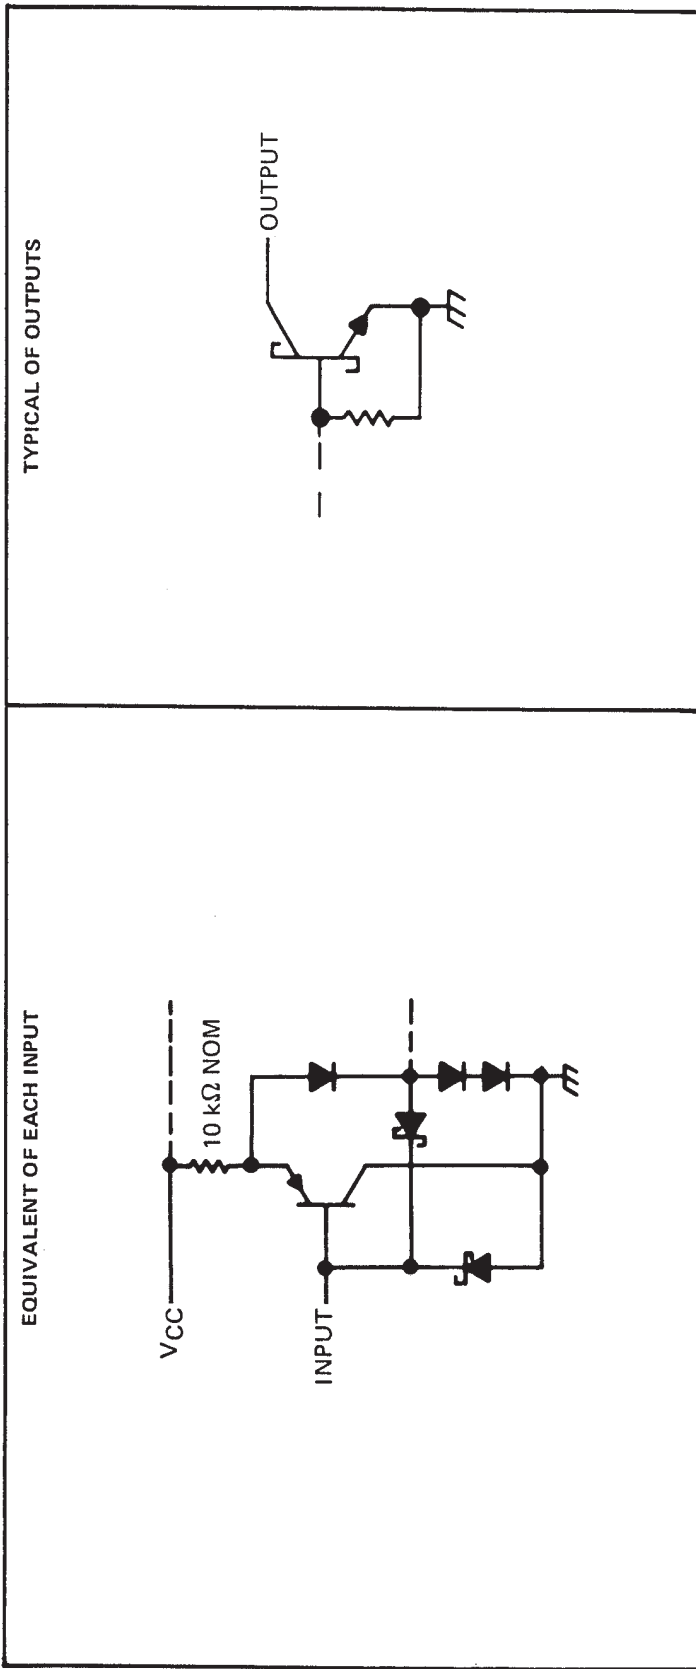 EQUIVALENT OF EACH INPUT
VCC
10 kΩ NOM
INPUT
TYPICAL OF OUTPUTS
OUTPUT